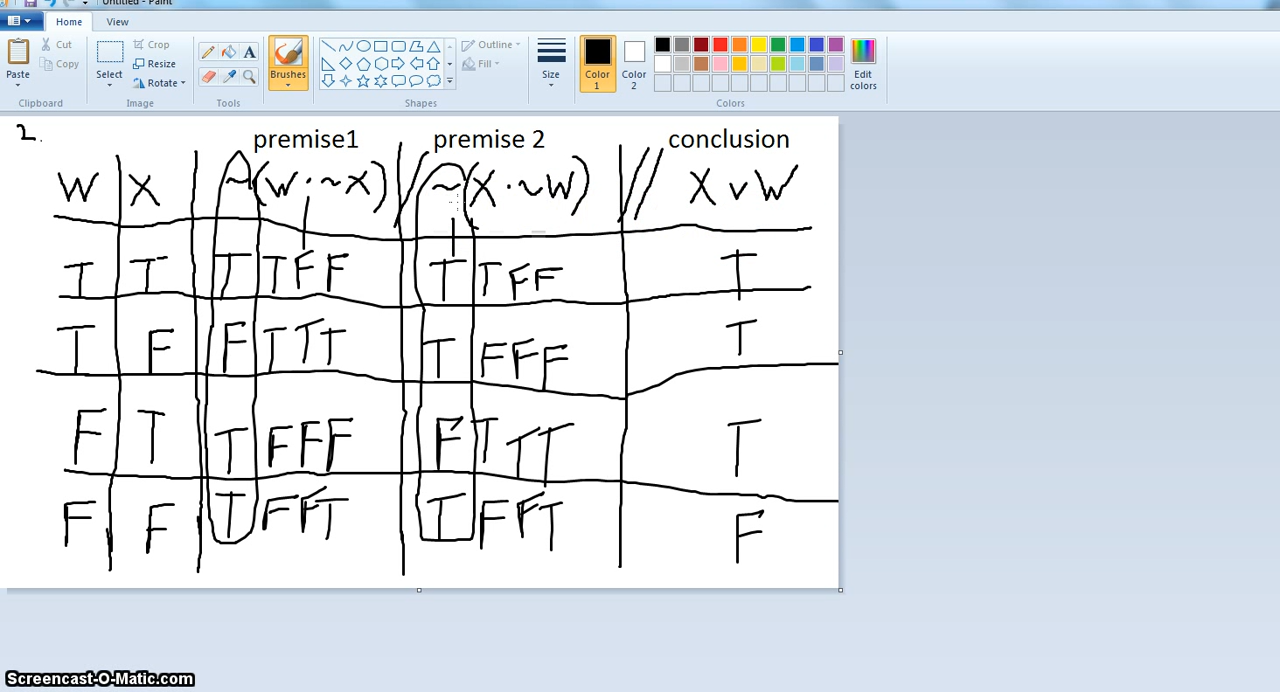 Untitled - Paint
Home View
Paste
Cut
Copy
Clipboard
Select
Crop
Resize
Rotate
Image
A
Tools
Brushes
Outline
Fill
Shapes
Size
Color 1
Color 2
Edit colors
Colors
2.
premise1 premise 2 conclusion
W X ~(W · ~X) / ~(X · ~W) // X v W
T T T T F F T T F F T
T F F T T T T F F F T
F T T F F F F T T T T
F F T F F T T F F T F
Screencast-O-Matic.com